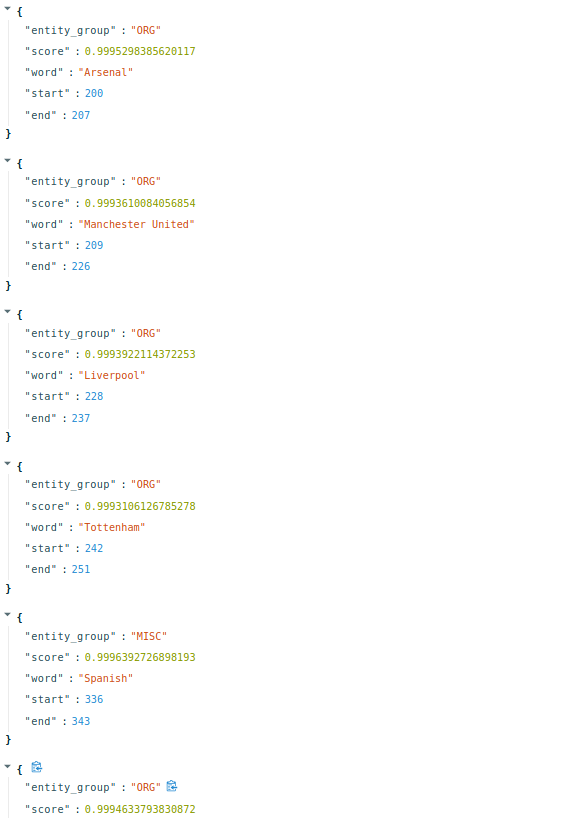 {
"entity_group" : "ORG"
"score" : 0.9995298385620117
"word" : "Arsenal"
"start" : 200
"end" : 207
}
{
"entity_group" : "ORG"
"score" : 0.9993610084056854
"word" : "Manchester United"
"start" : 209
"end" : 226
}
{
"entity_group" : "ORG"
"score" : 0.9993922114372253
"word" : "Liverpool"
"start" : 228
"end" : 237
}
{
"entity_group" : "ORG"
"score" : 0.9993106126785278
"word" : "Tottenham"
"start" : 242
"end" : 251
}
{
"entity_group" : "MISC"
"score" : 0.9996392726898193
"word" : "Spanish"
"start" : 336
"end" : 343
}
{
"entity_group" : "ORG"
"score" : 0.9994633793830872